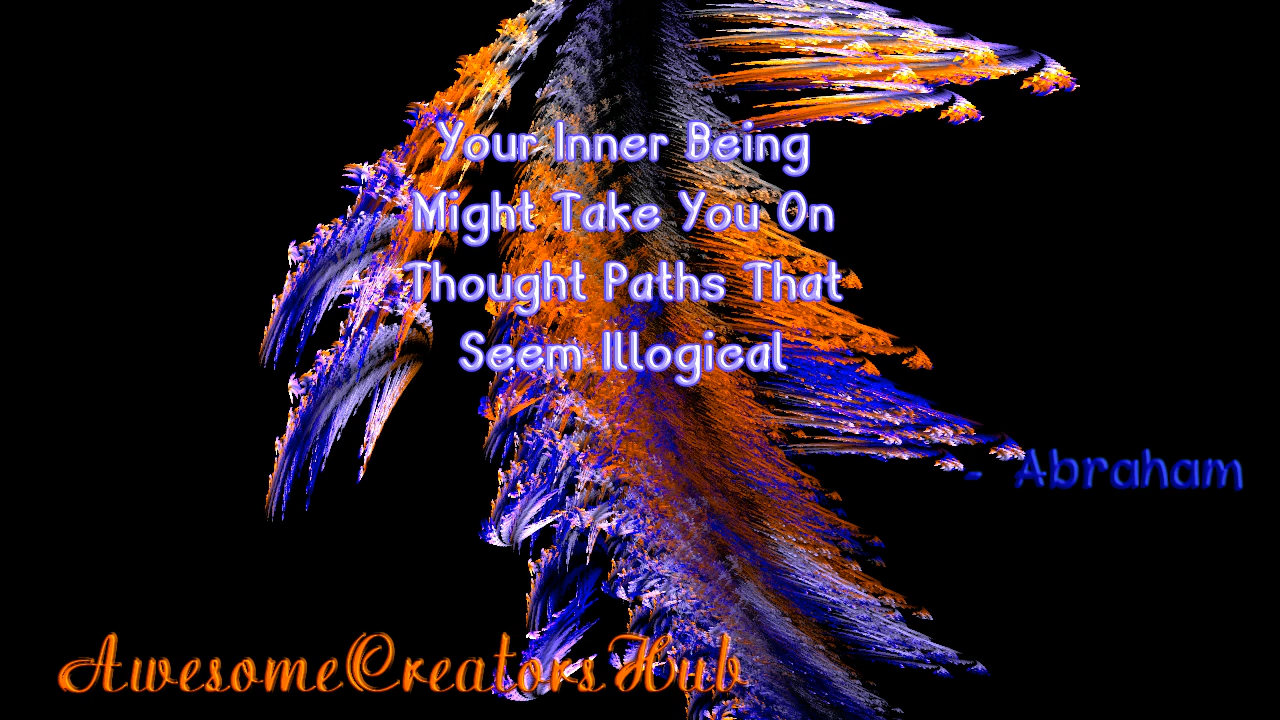 Your Inner Being
Might Take You On
Thought Paths That
Seem Illogical
- Abraham
AwesomeCreatorsHub